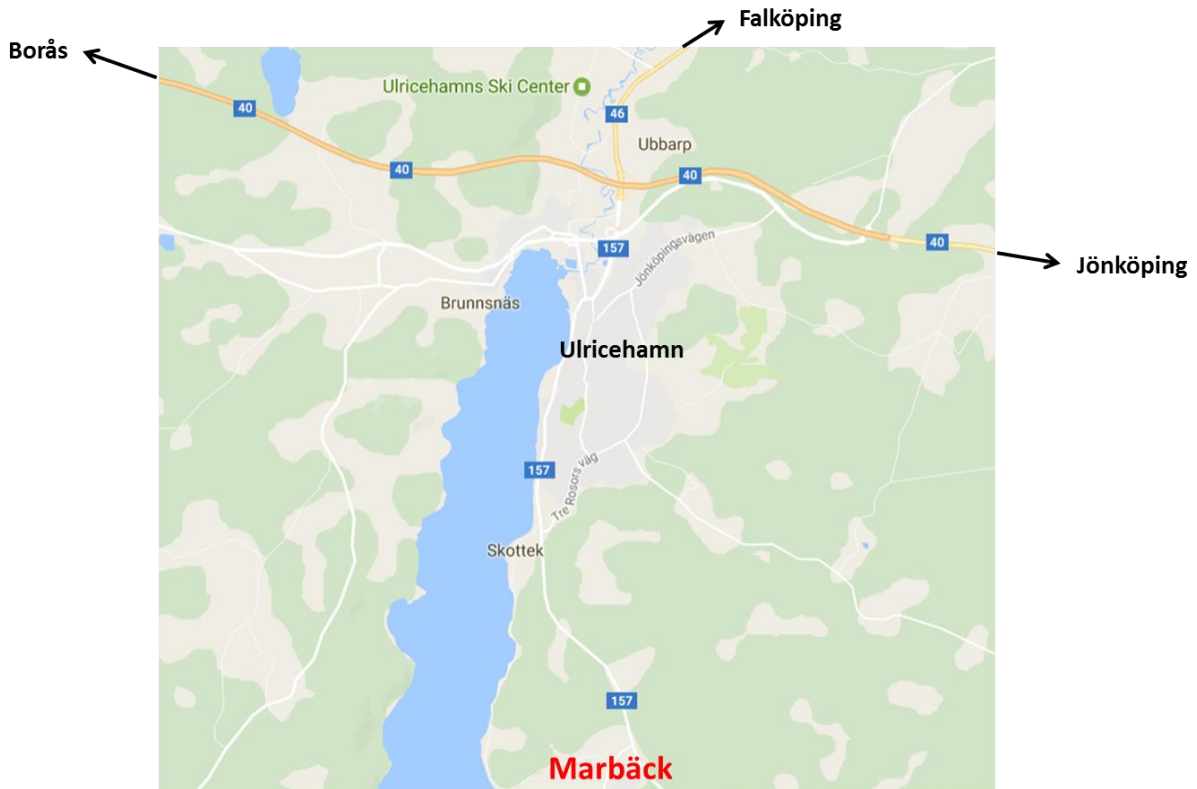 Falköping
Borås
Ulricehamns Ski Center
40
46
Ubbarp
40
40
157
Jönköpingsvägen
40
Jönköping
Brunnsnäs
Ulricehamn
157
Tre Rosors väg
Skottek
157
Marbäck